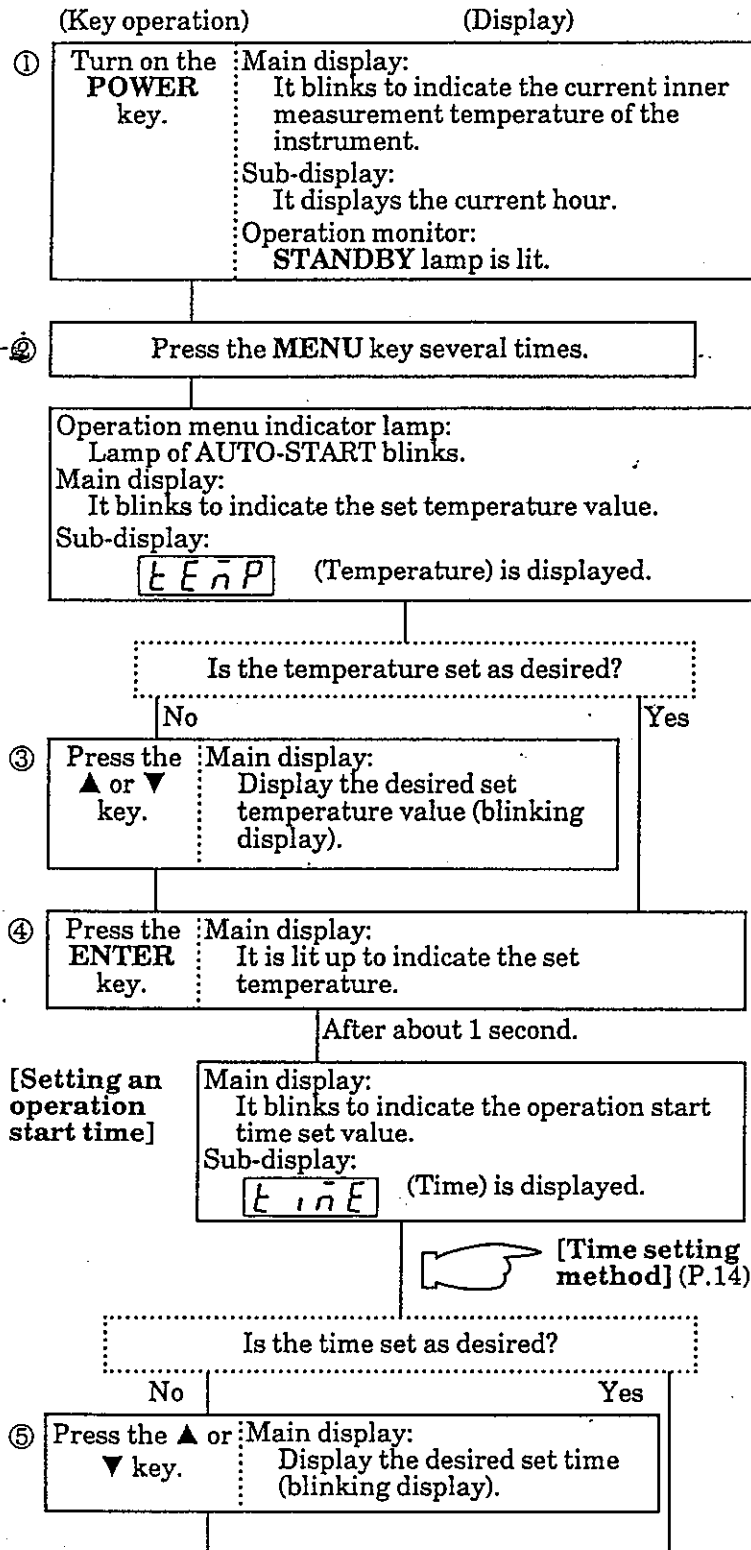 (Key operation) (Display)
① Turn on the POWER key.
Main display:
It blinks to indicate the current inner
measurement temperature of the
instrument.
Sub-display:
It displays the current hour.
Operation monitor:
STANDBY lamp is lit.
② Press the MENU key several times.
Operation menu indicator lamp:
Lamp of AUTO-START blinks.
Main display:
It blinks to indicate the set temperature value.
Sub-display:
tEmP (Temperature) is displayed.
Is the temperature set as desired?
No Yes
③ Press the ▲ or ▼ key.
Main display:
Display the desired set
temperature value (blinking
display).
④ Press the ENTER key.
Main display:
It is lit up to indicate the set
temperature.
After about 1 second.
[Setting an
operation
start time]
Main display:
It blinks to indicate the operation start
time set value.
Sub-display:
timE (Time) is displayed.
[Time setting
method] (P.14)
Is the time set as desired?
No Yes
⑤ Press the ▲ or ▼ key.
Main display:
Display the desired set time
(blinking display).